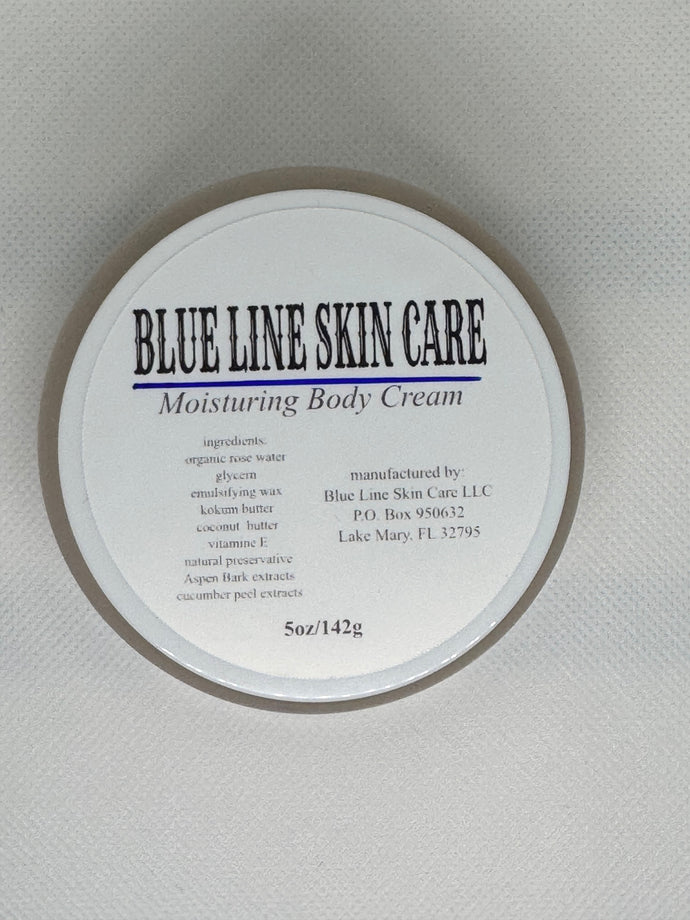 BLUE LINE SKIN CARE
Moisturing Body Cream
ingredients:
organic rose water
glycern
emulsifying wax
kokum butter
coconut butter
vitamine E
natural preservative
Aspen Bark extracts
cucumber peel extracts
manufactured by:
Blue Line Skin Care LLC
P.O. Box 950632
Lake Mary, FL 32795
5oz/142g